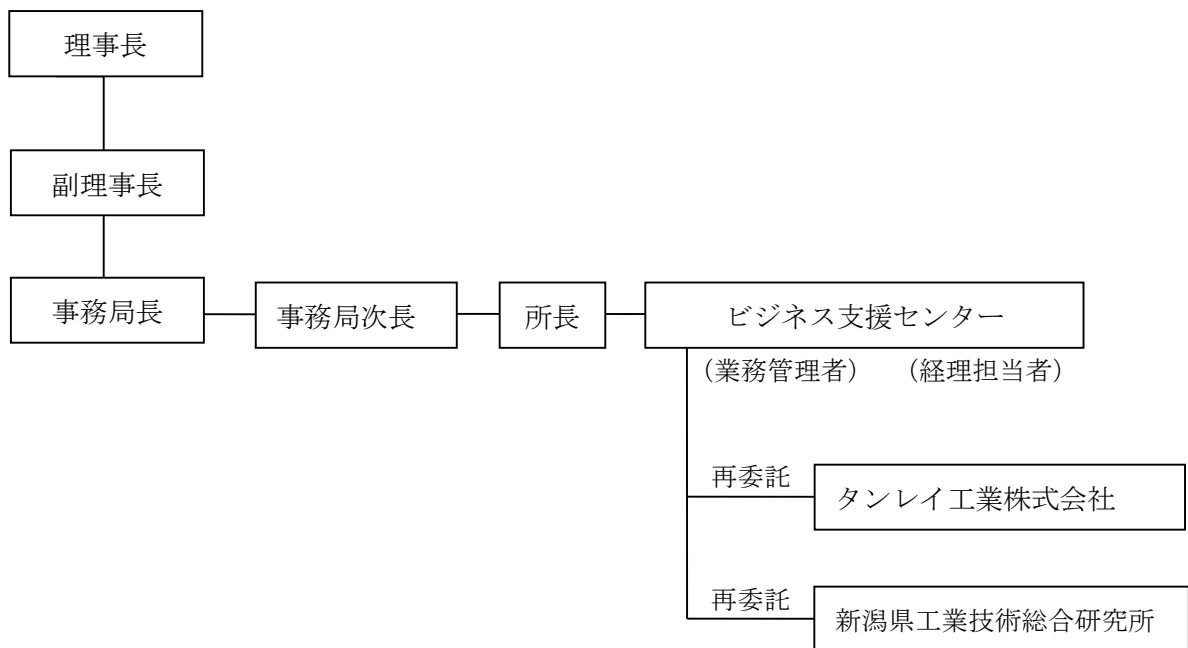 理事長
副理事長
事務局長
事務局次長
所長
ビジネス支援センター
（業務管理者） （経理担当者）
再委託
タンレイ工業株式会社
再委託
新潟県工業技術総合研究所